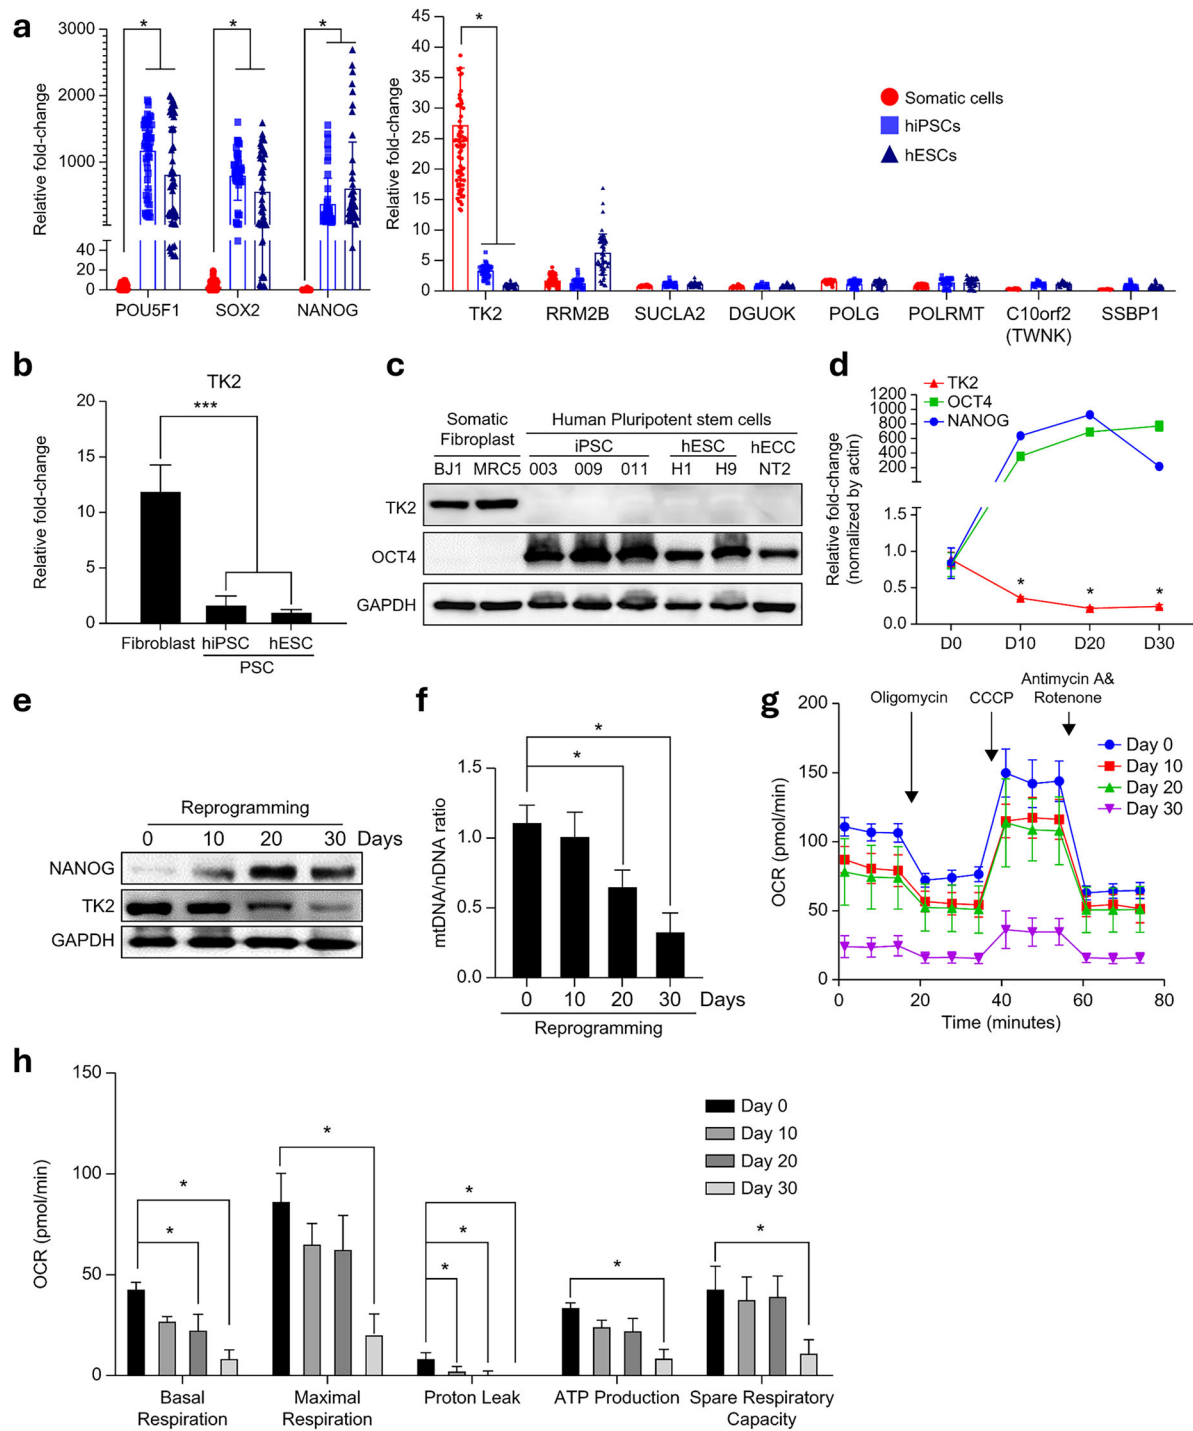 a
3000
2000
1000
40
20
0
Relative fold-change
* * *
POU5F1 SOX2 NANOG
45
40
35
30
25
20
15
10
5
0
Relative fold-change
*
TK2 RRM2B SUCLA2 DGUOK POLG POLRMT C10orf2 SSBP1
(TWNK)
Somatic cells
hiPSCs
hESCs
b
TK2
20
15
10
5
0
Relative fold-change
***
Fibroblast hiPSC hESC
PSC
c
Somatic Human Pluripotent stem cells
Fibroplast iPSC hESC hECC
BJ1 MRC5 003 009 011 H1 H9 NT2
TK2
OCT4
GAPDH
d
TK2
OCT4
NANOG
1200
1000
800
600
400
200
1.5
1.0
0.5
0.0
Relative fold-change
(nomalized by actin)
* * *
D0 D10 D20 D30
e
Reprogramming
0 10 20 30 Days
NANOG
TK2
GAPDH
f
*
*
1.5
1.0
0.5
0.0
mtDNA/nDNA ratio
0 10 20 30 Days
Reprogramming
g
Antimycin A&
Oligomycin CCCP Rotenone
200
150
100
50
0
OCR (pmol/min)
Day 0
Day 10
Day 20
Day 30
0 20 40 60 80
Time (minutes)
h
150
100
50
0
OCR (pmol/min)
Day 0
Day 10
Day 20
Day 30
* *
*
* * *
*
*
Basal Maximal Proton Leak ATP Production Spare Respiratory
Respiration Respiration Capacity